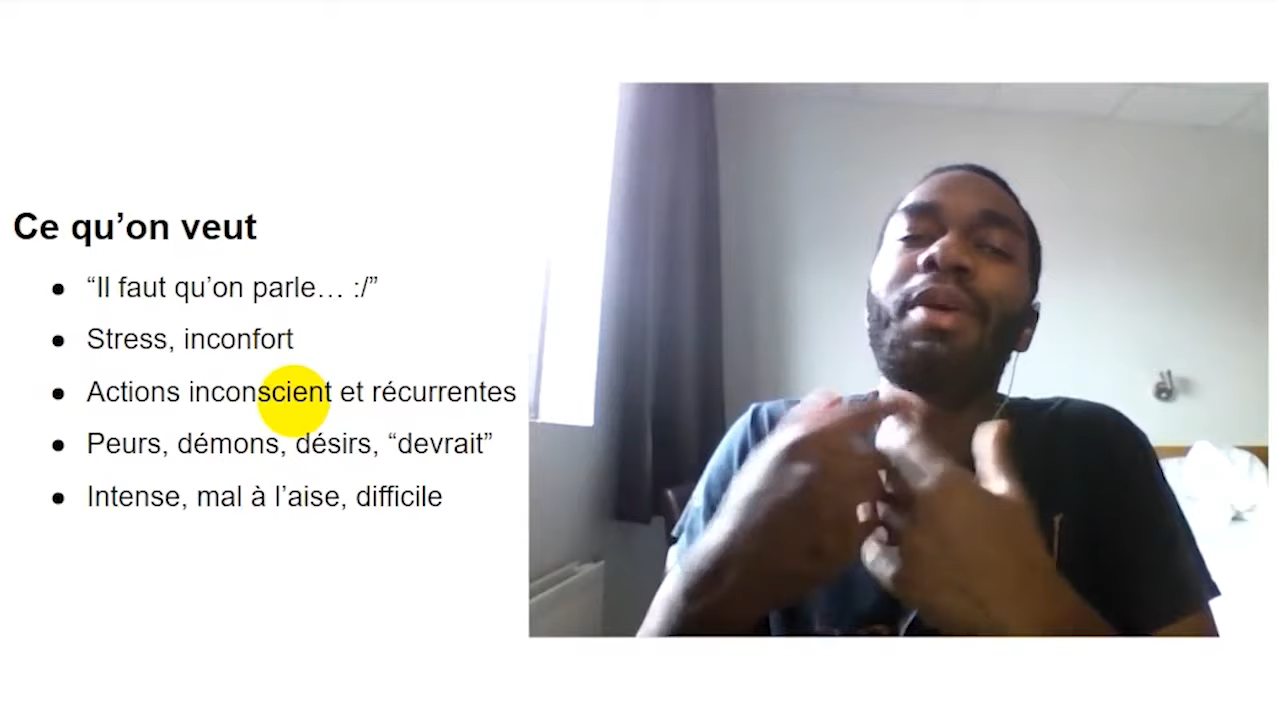 Ce qu’on veut
● “Il faut qu’on parle… :/”
● Stress, inconfort
● Actions inconscient et récurrentes
● Peurs, démons, désirs, “devrait”
● Intense, mal à l’aise, difficile